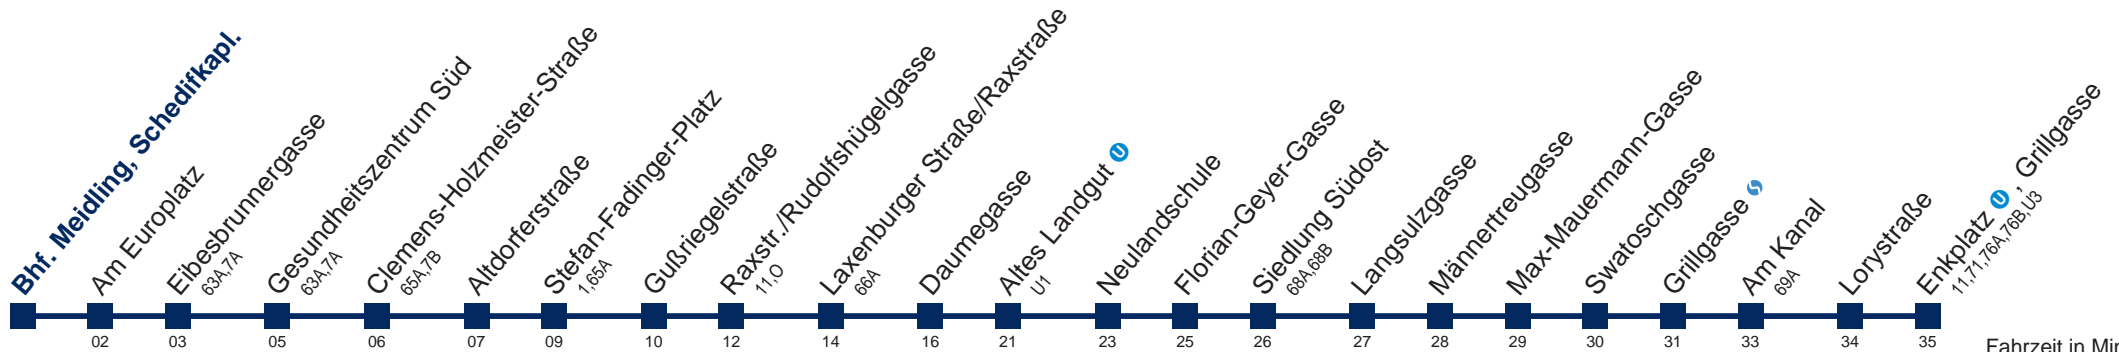 Bhf. Meidling, Schedifkapl.
Am Europlatz
Eibesbrunnergasse
63A,7A
Gesundheitszentrum Süd
63A,7A
Clemens-Holzmeister-Straße
65A,7B
Altdorferstraße
Stefan-Fadinger-Platz
1,65A
Gußriegelstraße
Raxstr./Rudolfshügelgasse
11,O
Laxenburger Straße/Raxstraße
66A
Daumegasse
Altes Landgut U
U1
Neulandschule
Florian-Geyer-Gasse
Siedlung Südost
68A,68B
Langsulzgasse
Männertreugasse
Max-Mauermann-Gasse
Swatoschgasse
Grillgasse S
Am Kanal
69A
Lorystraße
Enkplatz U , Grillgasse
11,71,76A,76B,U3
02 03 05 06 07 09 10 12 14 16 21 23 25 26 27 28 29 30 31 33 34 35
Fahrzeit in Min